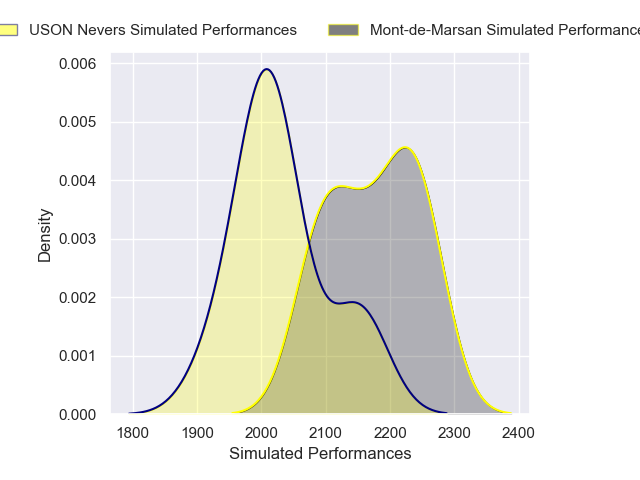 USON Nevers Simulated Performances
Mont-de-Marsan Simulated Performance
0.006
0.005
0.004
0.003
0.002
0.001
0.000
Density
1800 1900 2000 2100 2200 2300 2400
Simulated Performances